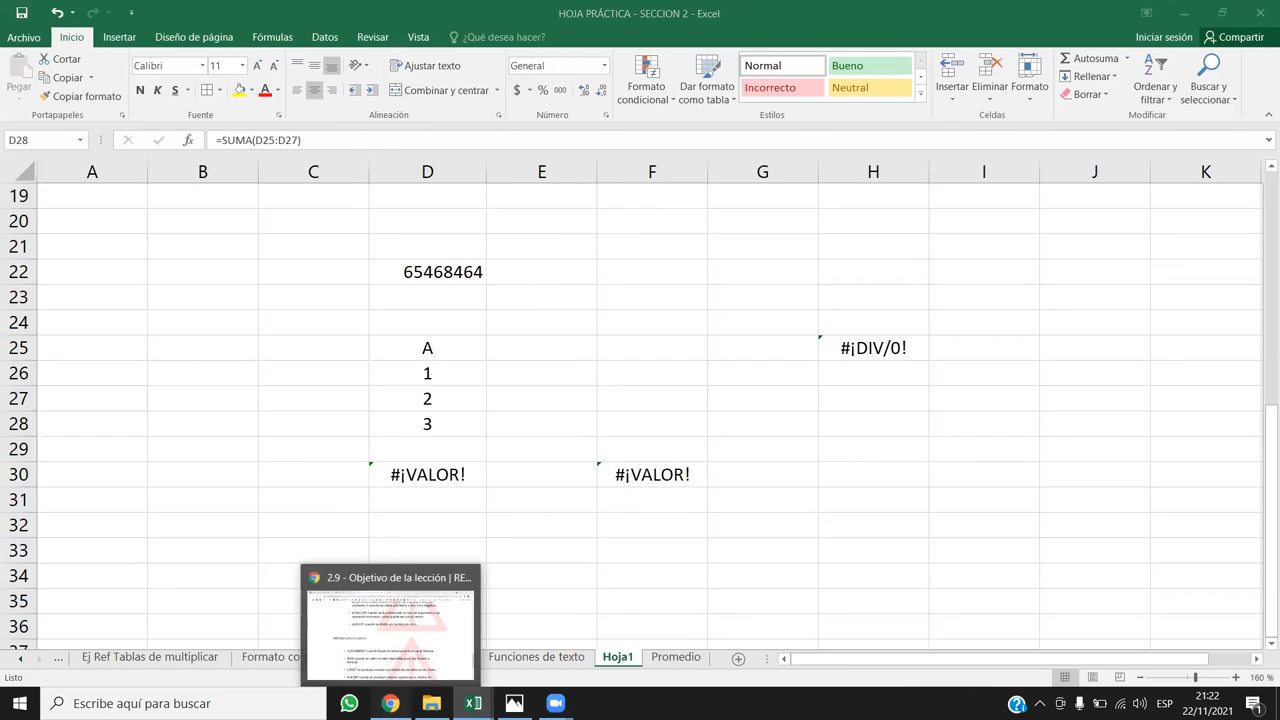 HOJA PRÁCTICA - SECCION 2 - Excel
Archivo Inicio Insertar Diseño de página Fórmulas Datos Revisar Vista ¿Qué desea hacer? Iniciar sesión Compartir
Pegar
Cortar
Copiar
Copiar formato
Portapapeles
Calibri 11
N K S
Fuente
Ajustar texto
Combinar y centrar
Alineación
General
$ % 000
Número
Formato condicional
Dar formato como tabla
Normal Bueno
Incorrecto Neutral
Estilos
Insertar Eliminar Formato
Celdas
Autosuma
Rellenar
Borrar
Ordenar y filtrar
Buscar y seleccionar
Modificar
D28 fx =SUMA(D25:D27)
A B C D E F G H I J K
19
20
21
22 65468464
23
24
25 A #¡DIV/0!
26 1
27 2
28 3
29
30 #¡VALOR! #¡VALOR!
31
32
33
34
35
36
2.9 - Objetivo de la lección | RE...
Ej Ref Tablas multiplicar Formato Funciones de texto Hoja1
Listo 160 %
Escribe aquí para buscar
ESP
21:22
22/11/2021